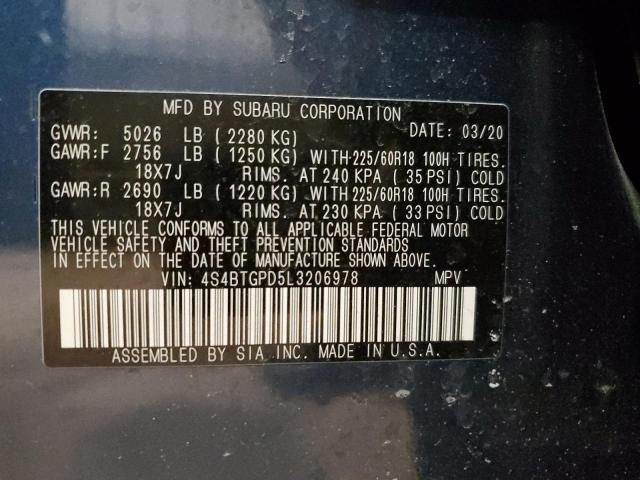 MFD BY SUBARU CORPORATION
GVWR: 5026 LB (2280 KG) DATE: 03/20
GAWR:F 2756 LB (1250 KG) WITH 225/60R18 100H TIRES.
18X7J RIMS. AT 240 KPA (35 PSI) COLD
GAWR:R 2690 LB (1220 KG) WITH 225/60R18 100H TIRES.
18X7J RIMS. AT 230 KPA (33 PSI) COLD
THIS VEHICLE CONFORMS TO ALL APPLICABLE FEDERAL MOTOR
VEHICLE SAFETY AND THEFT PREVENTION STANDARDS
IN EFFECT ON THE DATE OF MANUFACTURE SHOWN ABOVE.
VIN: 4S4BTGPD5L3206978 MPV
ASSEMBLED BY SIA INC. MADE IN U.S.A.